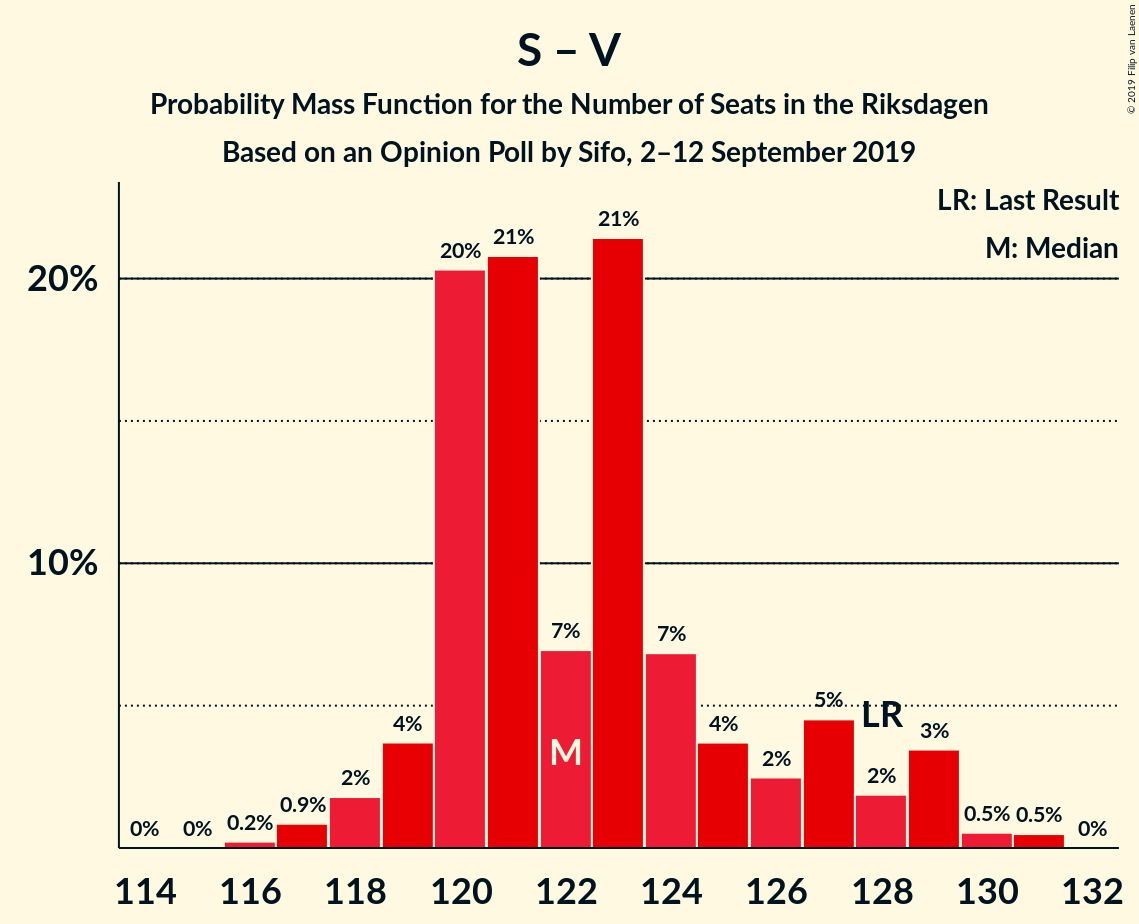 S – V
Probability Mass Function for the Number of Seats in the Riksdagen
Based on an Opinion Poll by Sifo, 2–12 September 2019
© 2019 Filip van Laenen
LR: Last Result
M: Median
20%
10%
0% 0% 0.2% 0.9% 2% 4% 20% 21% 7% 21% 7% 4% 2% 5% 2% 3% 0.5% 0.5% 0%
M
LR
114 116 118 120 122 124 126 128 130 132